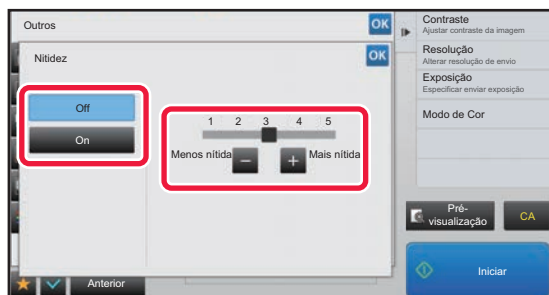 Outros
OK
Nitidez
OK
Off
On
1 2 3 4 5
Menos nítida
Mais nítida
Anterior
Contraste
Ajustar contraste da imagem
Resolução
Alterar resolução de envio
Exposição
Especificar enviar exposição
Modo de Cor
Pré-
visualização
CA
Iniciar